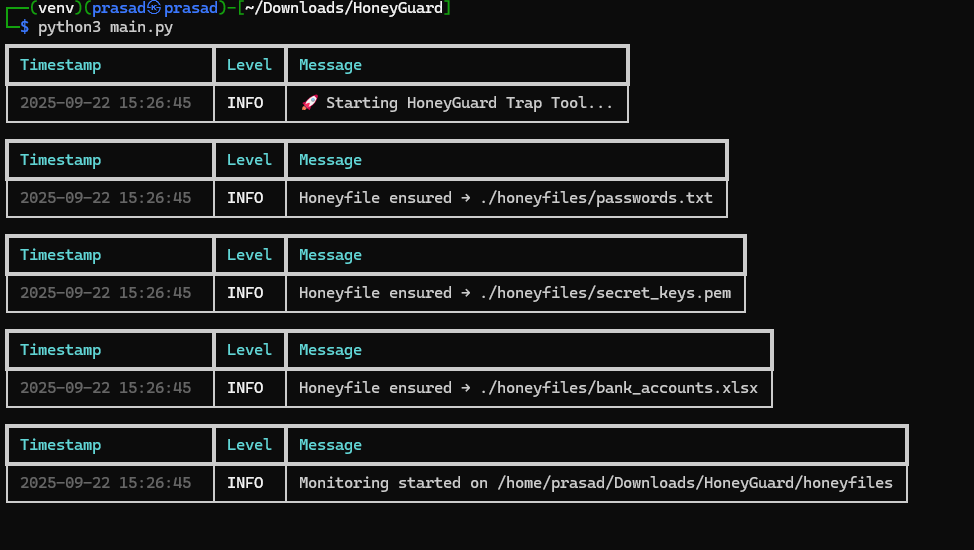 (venv)(prasad㉿prasad)-[~/Downloads/HoneyGuard]
$ python3 main.py
Timestamp Level Message
2025-09-22 15:26:45 INFO 🚀 Starting HoneyGuard Trap Tool...
Timestamp Level Message
2025-09-22 15:26:45 INFO Honeyfile ensured → ./honeyfiles/passwords.txt
Timestamp Level Message
2025-09-22 15:26:45 INFO Honeyfile ensured → ./honeyfiles/secret_keys.pem
Timestamp Level Message
2025-09-22 15:26:45 INFO Honeyfile ensured → ./honeyfiles/bank_accounts.xlsx
Timestamp Level Message
2025-09-22 15:26:45 INFO Monitoring started on /home/prasad/Downloads/HoneyGuard/honeyfiles